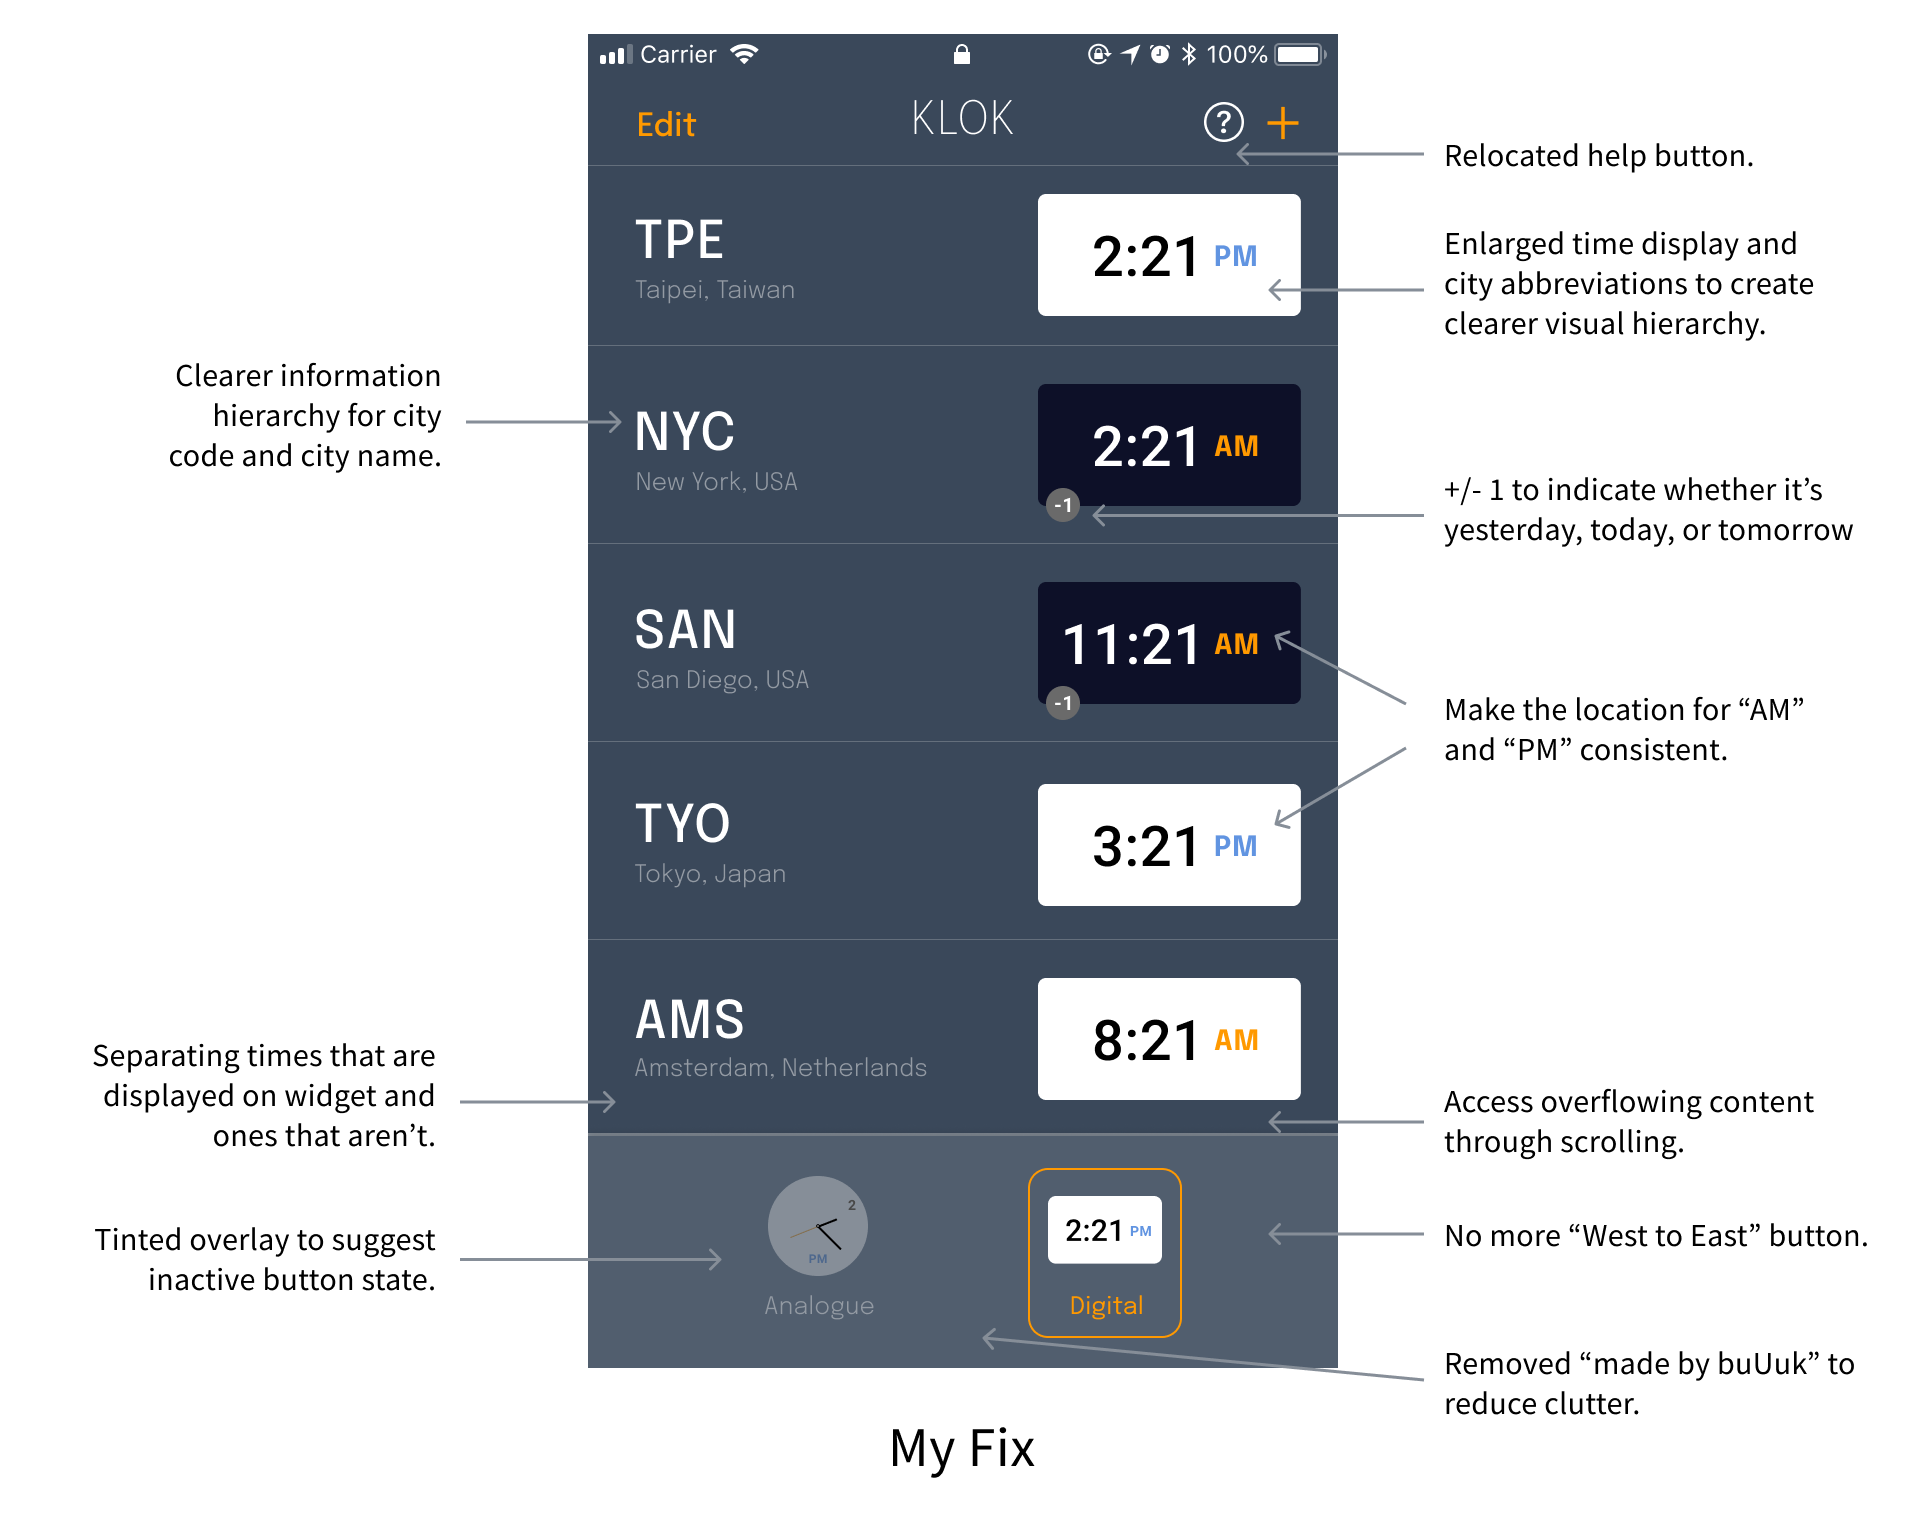 Carrier
100%
Edit
KLOK
?
+
Relocated help button.
TPE
Taipei, Taiwan
2:21 PM
Enlarged time display and
city abbreviations to create
clearer visual hierarchy.
Clearer information
hierarchy for city
code and city name.
NYC
New York, USA
2:21 AM
-1
+/- 1 to indicate whether it’s
yesterday, today, or tomorrow
SAN
San Diego, USA
11:21 AM
-1
Make the location for “AM”
and “PM” consistent.
TYO
Tokyo, Japan
3:21 PM
AMS
Amsterdam, Netherlands
8:21 AM
Separating times that are
displayed on widget and
ones that aren’t.
Access overflowing content
through scrolling.
Tinted overlay to suggest
inactive button state.
2
PM
Analogue
2:21 PM
Digital
No more “West to East” button.
Removed “made by buUuk” to
reduce clutter.
My Fix